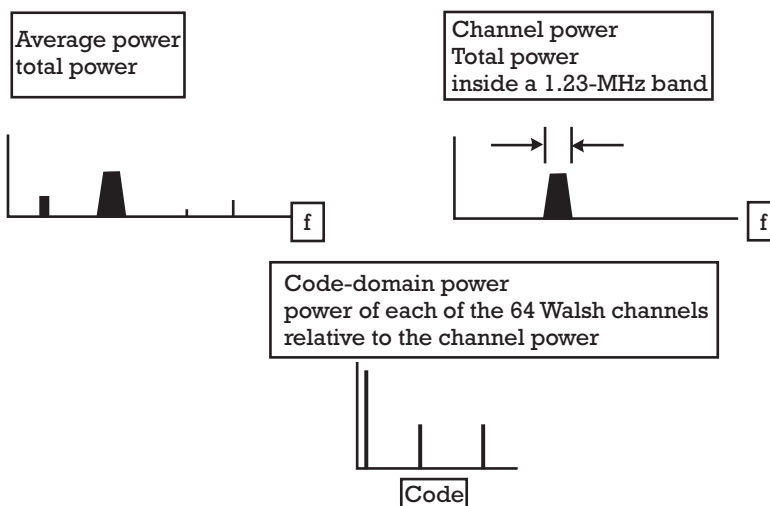 Average power
total power
Channel power
Total power
inside a 1.23-MHz band
f
f
Code-domain power
power of each of the 64 Walsh channels
relative to the channel power
Code